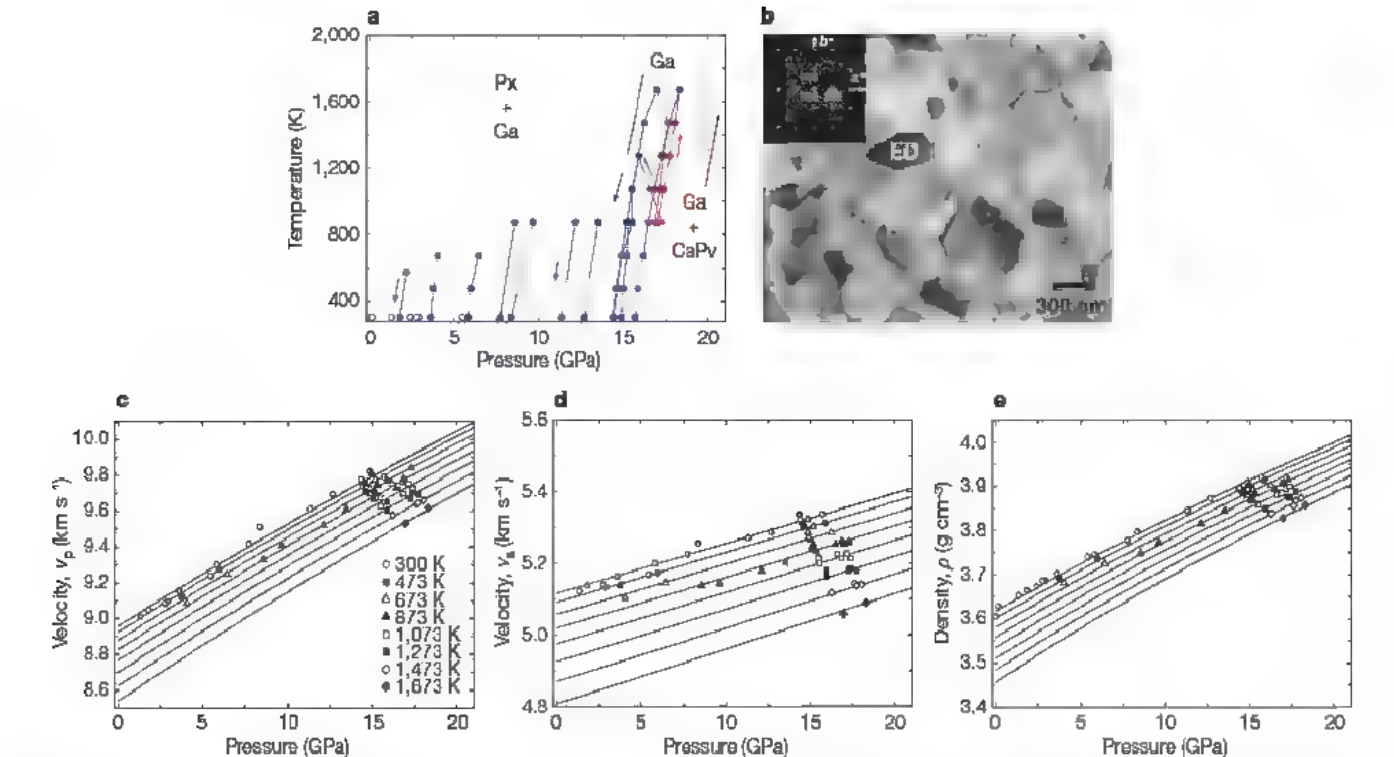 a
2,000
1,600
1,200
800
400
Temperature (K)
Px
+
Ga
Ga
Ga
+
CaPv
0
5
10
15
20
Pressure (GPa)
b
300 nm
c
10.0
9.8
9.6
9.4
9.2
9.0
8.8
8.6
Velocity, vp (km s⁻¹)
300 K
473 K
673 K
873 K
1,073 K
1,273 K
1,473 K
1,673 K
0
5
10
15
20
Pressure (GPa)
d
5.6
5.4
5.2
5.0
4.8
Velocity, vs (km s⁻¹)
0
5
10
15
20
Pressure (GPa)
e
4.0
3.9
3.8
3.7
3.6
3.5
3.4
Density, ρ (g cm⁻³)
0
5
10
15
20
Pressure (GPa)